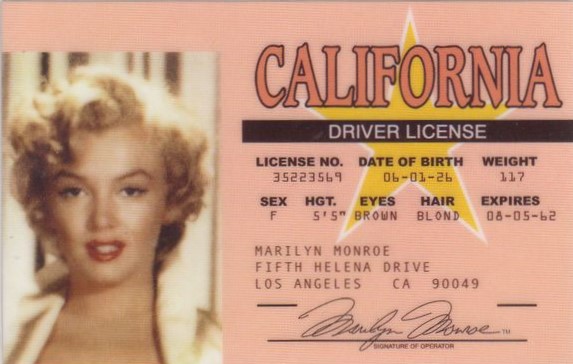 CALIFORNIA
DRIVER LICENSE
LICENSE NO. DATE OF BIRTH WEIGHT
35223569 06-01-26 117
SEX HGT. EYES HAIR EXPIRES
F 5'5" BROWN BLOND 08-05-62
MARILYN MONROE
FIFTH HELENA DRIVE
LOS ANGELES CA 90049
Marilyn Monroe TM
SIGNATURE OF OPERATOR